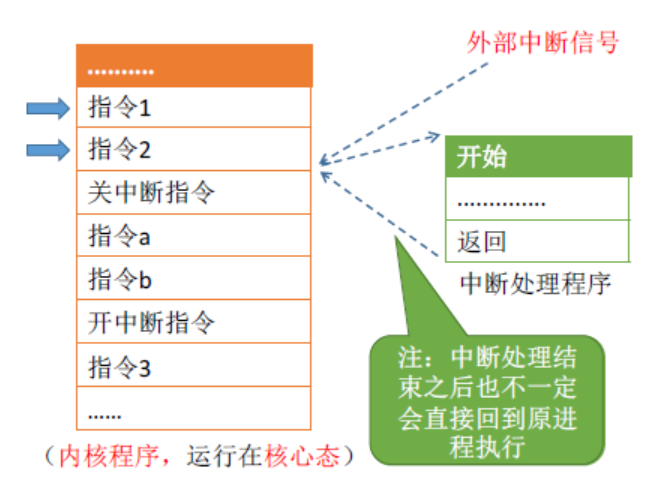 外部中断信号
..........
指令1
指令2
关中断指令
指令a
指令b
开中断指令
指令3
......
（内核程序，运行在核心态）
开始
..............
返回
中断处理程序
注：中断处理结
束之后也不一定
会直接回到原进
程执行